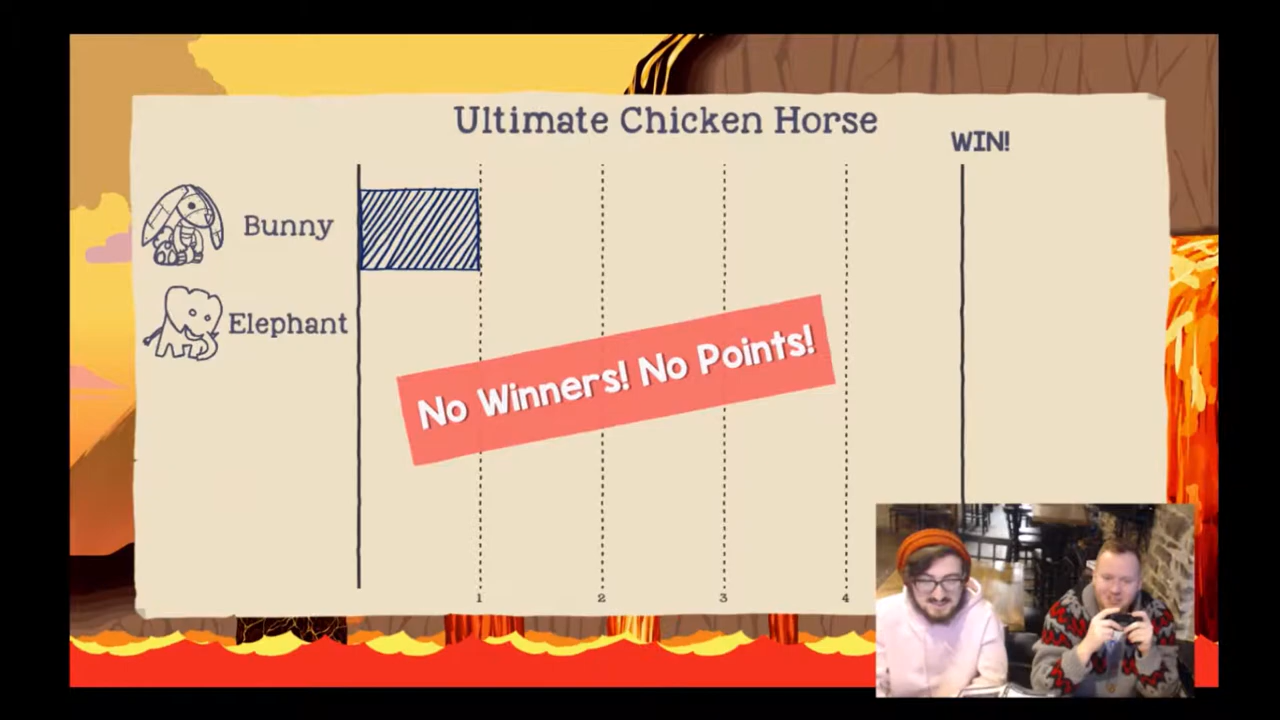 Ultimate Chicken Horse
WIN!
Bunny
Elephant
No Winners! No Points!
1
2
3
4